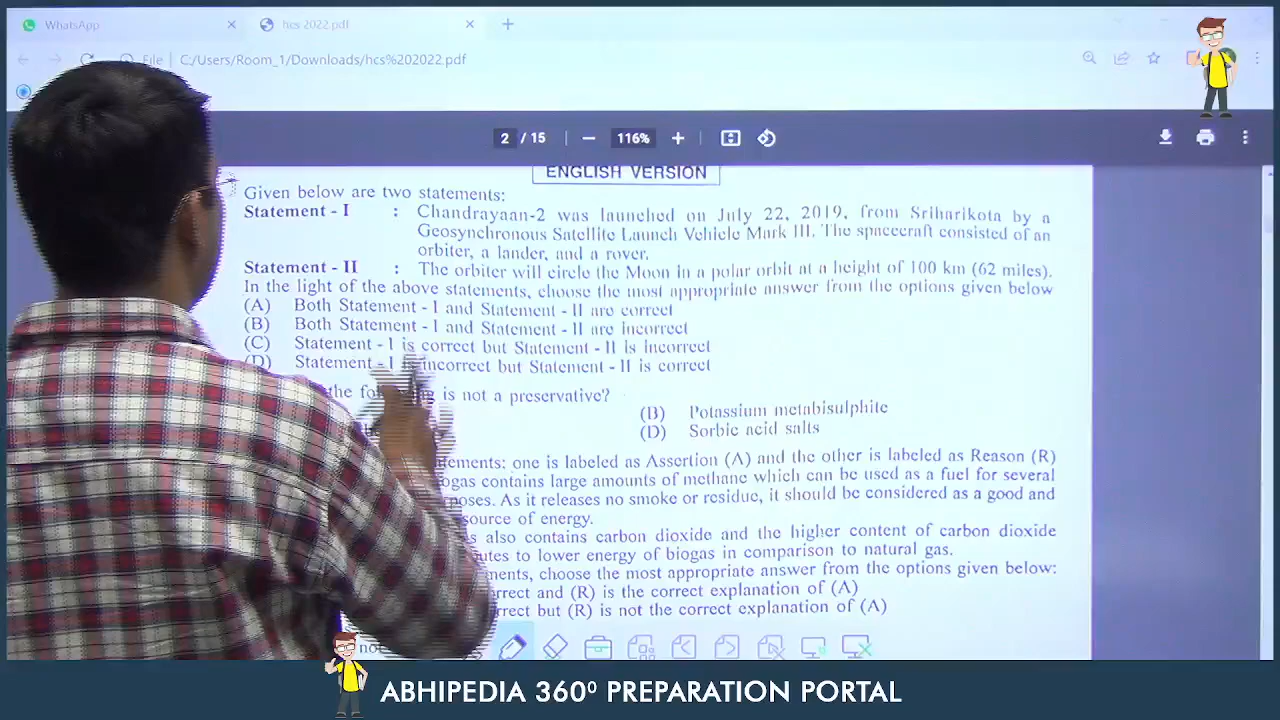 WhatsApp
hcs 2022.pdf
File C:/Users/Room_1/Downloads/hcs%202022.pdf
2 / 15 116%
ENGLISH VERSION
Given below are two statements:
Statement - I : Chandrayaan-2 was launched on July 22, 2019, from Sriharikota by a
Geosynchronous Satellite Launch Vehicle Mark III. The spacecraft consisted of an
orbiter, a lander, and a rover.
Statement - II : The orbiter will circle the Moon in a polar orbit at a height of 100 km (62 miles).
In the light of the above statements, choose the most appropriate answer from the options given below
(A) Both Statement - I and Statement - II are correct
(B) Both Statement - I and Statement - II are incorrect
(C) Statement - I is correct but Statement - II is incorrect
(D) Statement - I is incorrect but Statement - II is correct
the is not a preservative?
(B) Potassium metabisulphite
(D) Sorbic acid salts
one is labeled as Assertion (A) and the other is labeled as Reason (R)
contains large amounts of methane which can be used as a fuel for several
As it releases no smoke or residue, it should be considered as a good and
source of energy.
also contains carbon dioxide and the higher content of carbon dioxide
to lower energy of biogas in comparison to natural gas.
choose the most appropriate answer from the options given below:
and (R) is the correct explanation of (A)
but (R) is not the correct explanation of (A)
not
ABHIPEDIA 360⁰ PREPARATION PORTAL